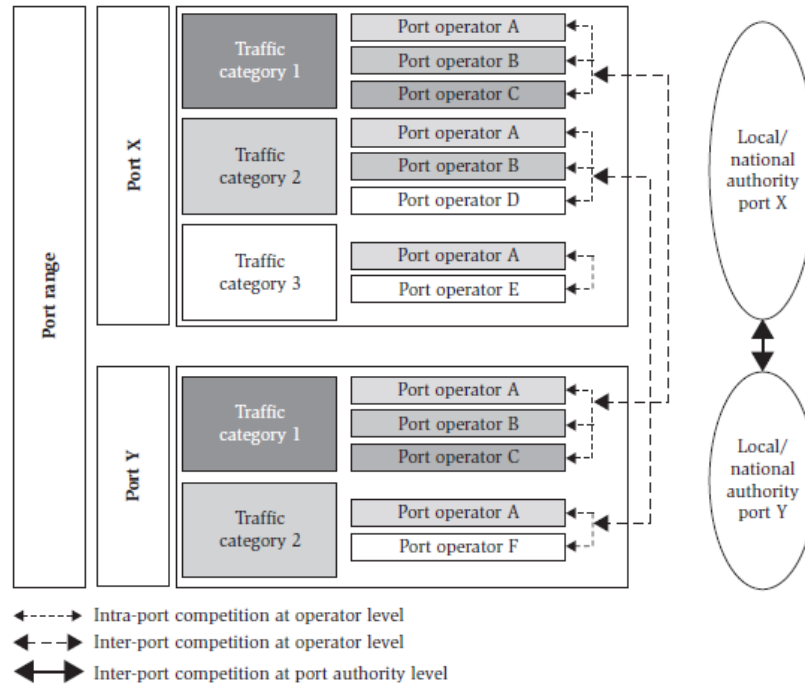 Port range
Port X
Traffic
category 1
Port operator A
Port operator B
Port operator C
Traffic
category 2
Port operator A
Port operator B
Port operator D
Traffic
category 3
Port operator A
Port operator E
Local/
national
authority
port X
Port Y
Traffic
category 1
Port operator A
Port operator B
Port operator C
Traffic
category 2
Port operator A
Port operator F
Local/
national
authority
port Y
Intra-port competition at operator level
Inter-port competition at operator level
Inter-port competition at port authority level